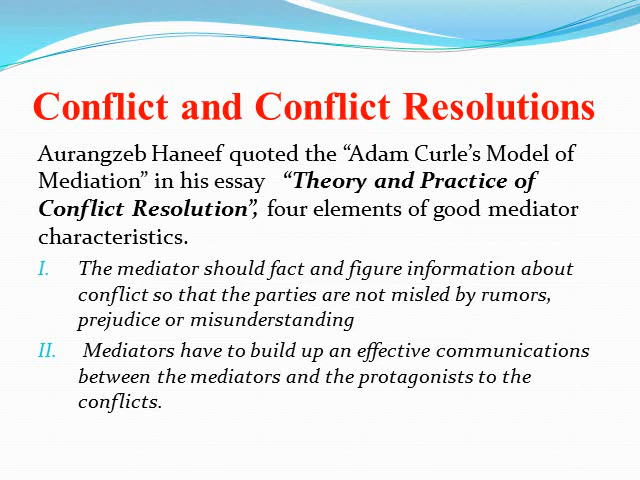 Conflict and Conflict Resolutions
Aurangzeb Haneef quoted the “Adam Curle’s Model of
Mediation” in his essay “Theory and Practice of
Conflict Resolution”, four elements of good mediator
characteristics.
I. The mediator should fact and figure information about
conflict so that the parties are not misled by rumors,
prejudice or misunderstanding
II. Mediators have to build up an effective communications
between the mediators and the protagonists to the
conflicts.